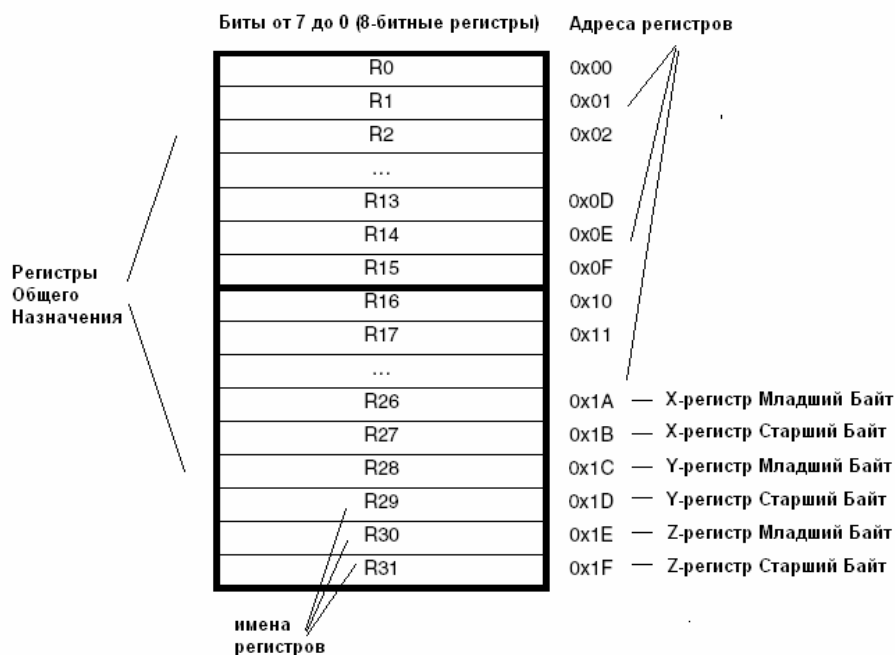 Биты от 7 до 0 (8-битные регистры) Адреса регистров
R0 0x00
R1 0x01
R2 0x02
...
R13 0x0D
R14 0x0E
R15 0x0F
Регистры
Общего
Назначения
R16 0x10
R17 0x11
...
R26 0x1A — X-регистр Младший Байт
R27 0x1B — X-регистр Старший Байт
R28 0x1C — Y-регистр Младший Байт
R29 0x1D — Y-регистр Старший Байт
R30 0x1E — Z-регистр Младший Байт
R31 0x1F — Z-регистр Старший Байт
имена
регистров